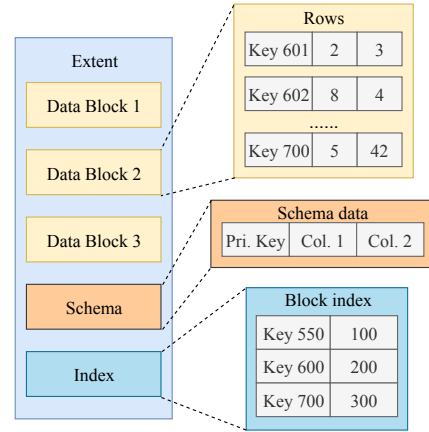 Extent
Data Block 1
Data Block 2
Data Block 3
Schema
Index
Rows
Key 601 2 3
Key 602 8 4
......
Key 700 5 42
Schema data
Pri. Key Col. 1 Col. 2
Block index
Key 550 100
Key 600 200
Key 700 300